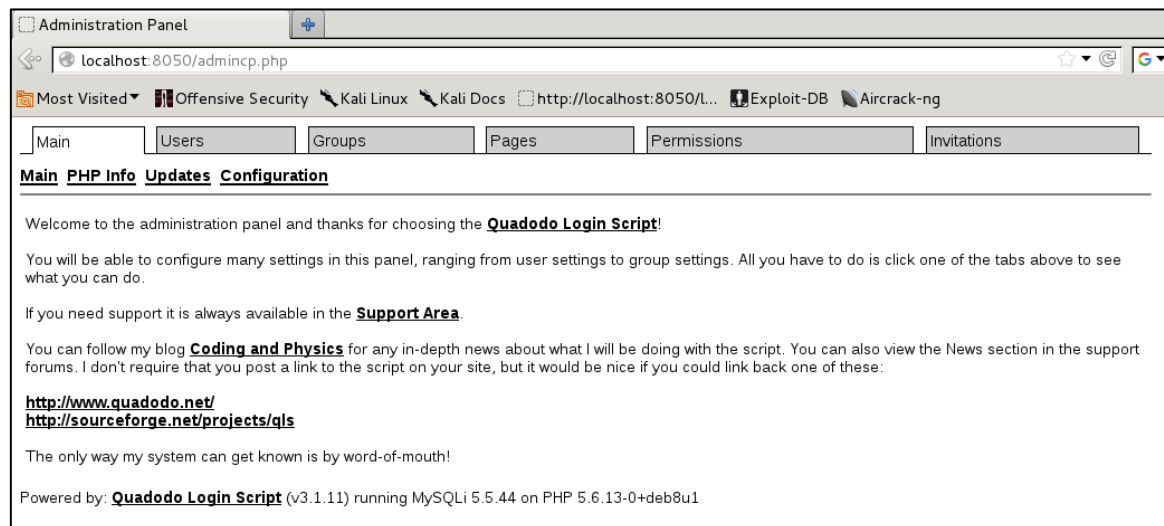 Administration Panel
localhost:8050/admincp.php
G
Most Visited Offensive Security Kali Linux Kali Docs http://localhost:8050/l... Exploit-DB Aircrack-ng
Main Users Groups Pages Permissions Invitations
Main PHP Info Updates Configuration
Welcome to the administration panel and thanks for choosing the Quadodo Login Script!
You will be able to configure many settings in this panel, ranging from user settings to group settings. All you have to do is click one of the tabs above to see
what you can do.
If you need support it is always available in the Support Area.
You can follow my blog Coding and Physics for any in-depth news about what I will be doing with the script. You can also view the News section in the support
forums. I don't require that you post a link to the script on your site, but it would be nice if you could link back one of these:
http://www.quadodo.net/
http://sourceforge.net/projects/qls
The only way my system can get known is by word-of-mouth!
Powered by: Quadodo Login Script (v3.1.11) running MySQLi 5.5.44 on PHP 5.6.13-0+deb8u1